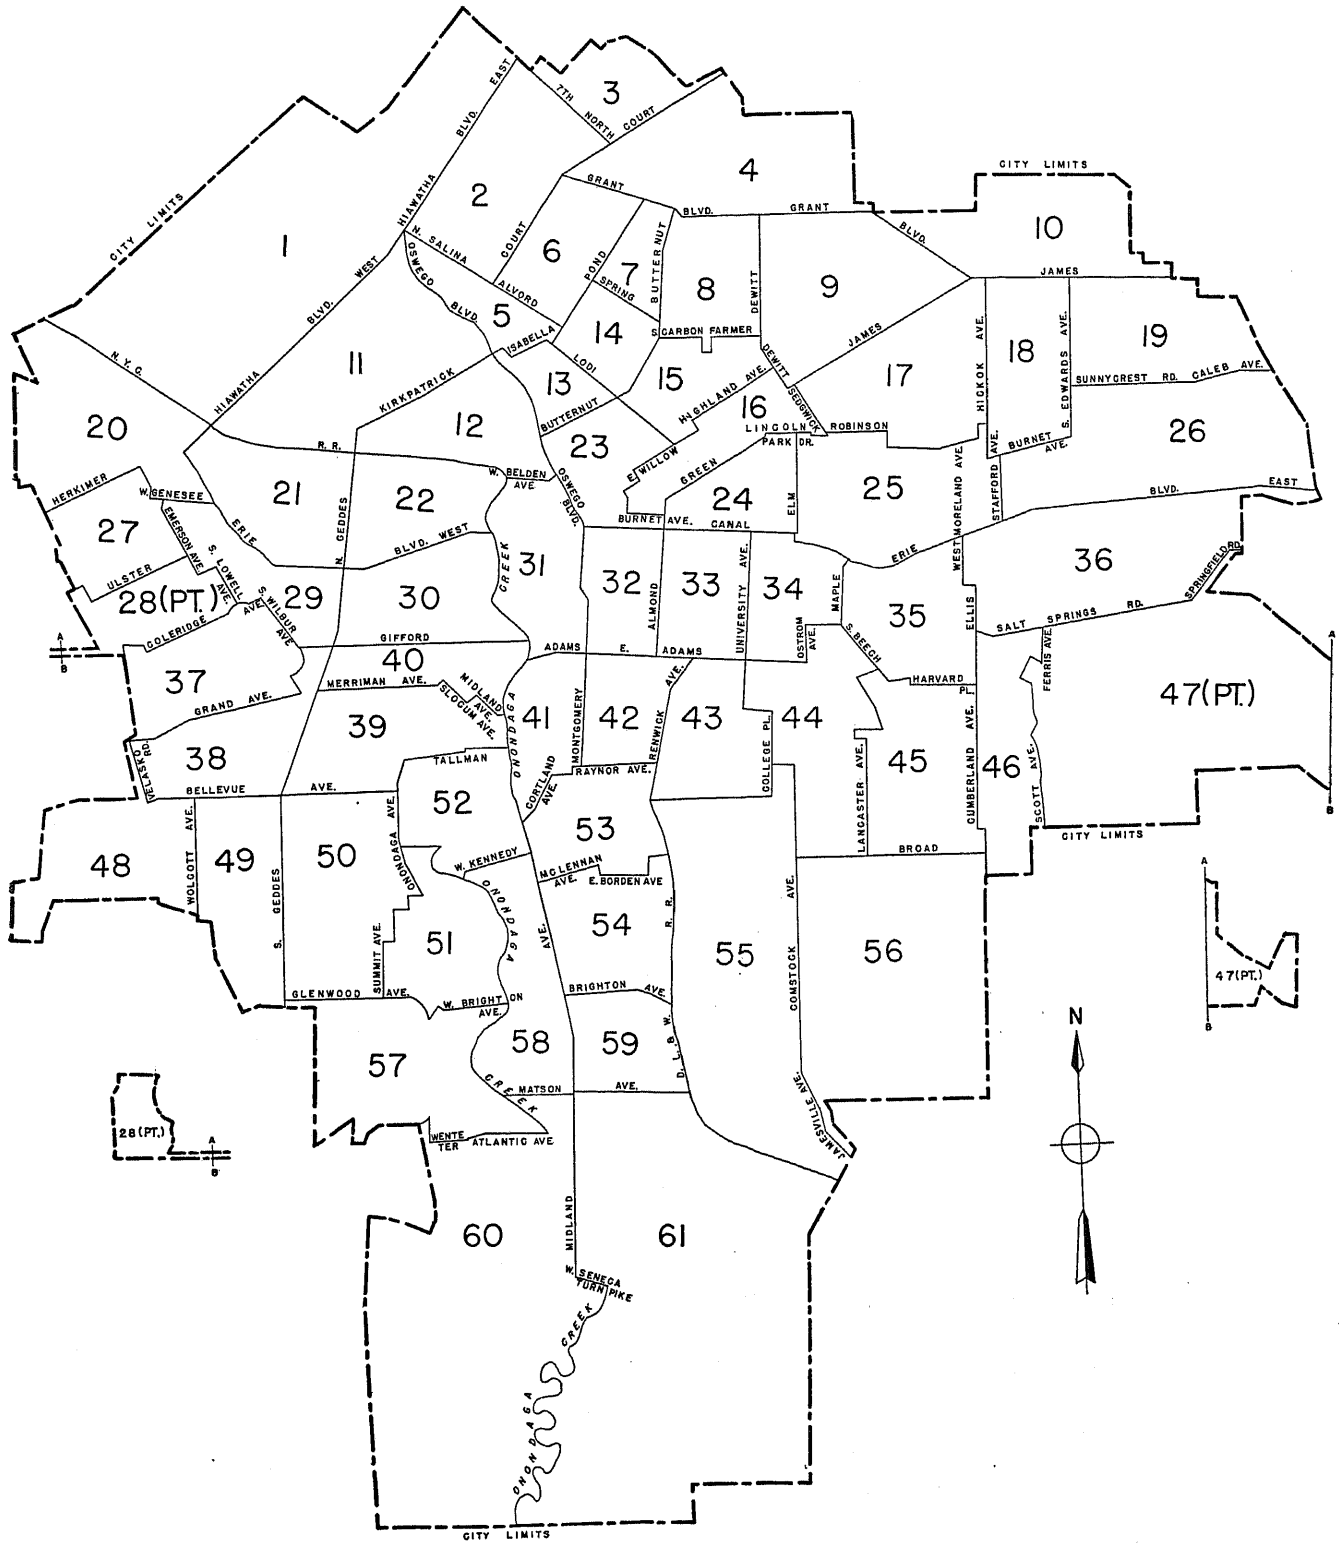 3
7TH NORTH
COURT
HIAWATHA BLVD. EAST
4
CITY LIMITS
CITY LIMITS
1
2
GRANT BLVD.
GRANT BLVD.
10
COURT
N. SALINA
OSWEGO BLVD.
6
POND
7
SPRING
BUTTERNUT
8
DEWITT
9
JAMES
HIAWATHA BLVD. WEST
ALVORD
5
ISABELLA
14
S. CARBON FARMER
JAMES
HICKOK AVE.
18
S. EDWARDS AVE.
19
SUNNYCREST RD.
CALEB AVE.
N. Y. C.
R. R.
11
KIRKPATRICK
13
LODI
15
HIGHLAND AVE.
DEWITT
SEDGWICK
17
16
20
12
BUTTERNUT
23
LINCOLN
PARK DR.
ROBINSON
BURNET AVE.
26
W. BELDEN
AVE.
OSWEGO
BLVD.
E. WILLOW
GREEN
24
ELM
25
WESTMORELAND AVE.
STAFFORD AVE.
BLVD. EAST
HERKIMER
W. GENESEE
21
22
N. GEDDES
BURNET AVE.
CANAL
27
EMERSON AVE.
ERIE
BLVD. WEST
ERIE
ULSTER
S. LOWELL
AVE.
S. WILBUR
AVE
AVE
28(PT.)
29
30
CREEK
31
32
ALMOND
33
UNIVERSITY AVE.
34
MAPLE
35
ELLIS
36
SPRINGFIELD RD.
SALT SPRINGS RD.
A
B
COLERIDGE
GIFFORD
ADAMS
E. ADAMS
OSTROM
AVE.
S. BEECH
FERRIS AVE.
A
37
GRAND AVE.
40
MERRIMAN AVE.
MIDLAND
AVE.
SLOCUM AVE.
HARVARD
PL.
47(PT.)
39
ONONDAGA
41
MONTGOMERY
42
RENWICK AVE.
43
COLLEGE PL.
44
LANCASTER AVE.
45
CUMBERLAND AVE.
46
SCOTT AVE.
VELASKO
RD.
38
TALLMAN
CORTLAND
AVE.
RAYNOR AVE.
BELLEVUE AVE.
B
CITY LIMITS
48
WOLCOTT AVE.
49
S. GEDDES
50
ONONDAGA AVE.
52
53
W. KENNEDY
MCLENNAN
AVE.
E. BORDEN AVE
BROAD
A
ONONDAGA
AVE.
51
SUMMIT AVE.
54
R. R.
55
COMSTOCK AVE.
56
47(PT.)
GLENWOOD AVE.
W. BRIGHTON
AVE.
BRIGHTON AVE.
B
N
57
58
59
D. L. & W.
CREEK
MATSON AVE.
JAMESVILLE AVE.
28(PT.)
A
B
WENTE
TER
ATLANTIC AVE
60
MIDLAND
61
W. SENECA
TURNPIKE
CREEK
ONONDAGA
CITY LIMITS